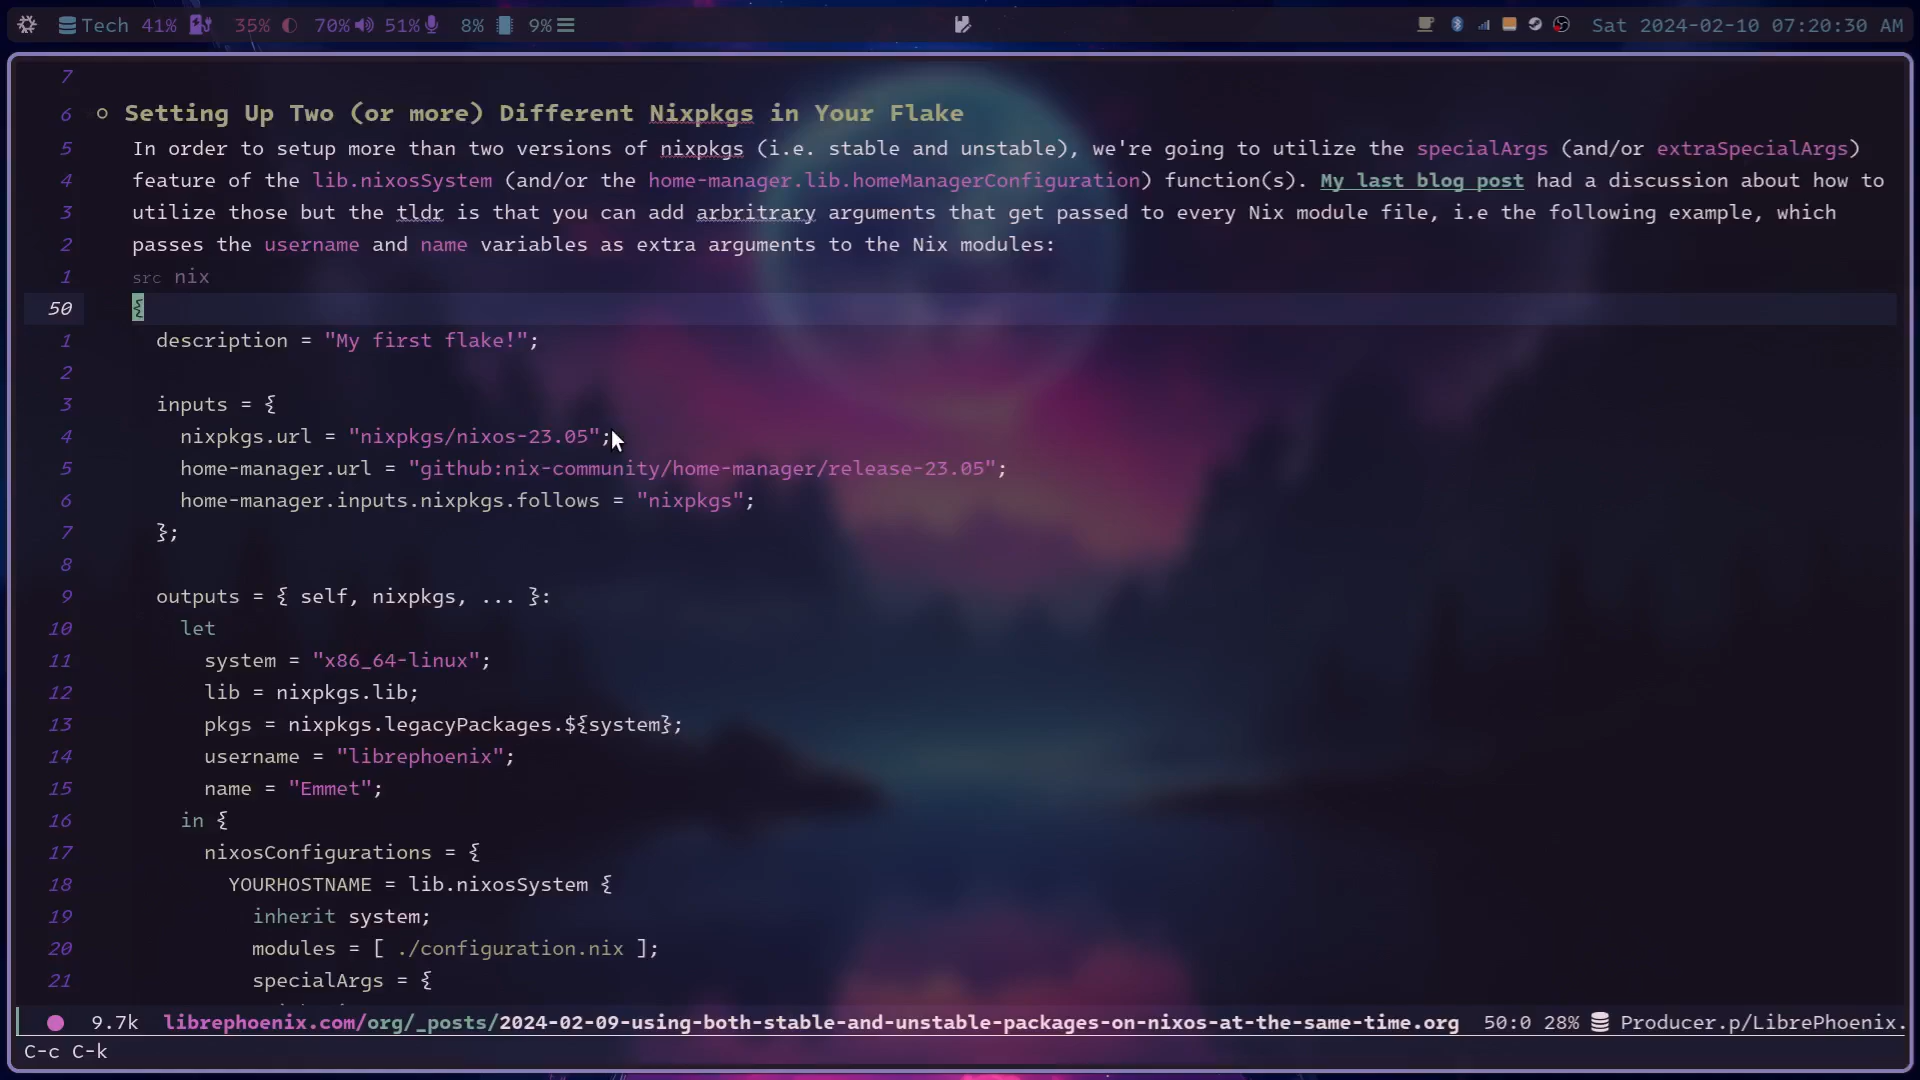 Tech 41% 35% 70% 51% 8% 9% Sat 2024-02-10 07:20:30 AM
7
6 Setting Up Two (or more) Different Nixpkgs in Your Flake
5 In order to setup more than two versions of nixpkgs (i.e. stable and unstable), we're going to utilize the specialArgs (and/or extraSpecialArgs)
4 feature of the lib.nixosSystem (and/or the home-manager.lib.homeManagerConfiguration) function(s). My last blog post had a discussion about how to
3 utilize those but the tldr is that you can add arbritrary arguments that get passed to every Nix module file, i.e the following example, which
2 passes the username and name variables as extra arguments to the Nix modules:
1 src nix
50 {
1 description = "My first flake!";
2
3 inputs = {
4 nixpkgs.url = "nixpkgs/nixos-23.05";
5 home-manager.url = "github:nix-community/home-manager/release-23.05";
6 home-manager.inputs.nixpkgs.follows = "nixpkgs";
7 };
8
9 outputs = { self, nixpkgs, ... }:
10 let
11 system = "x86_64-linux";
12 lib = nixpkgs.lib;
13 pkgs = nixpkgs.legacyPackages.${system};
14 username = "librephoenix";
15 name = "Emmet";
16 in {
17 nixosConfigurations = {
18 YOURHOSTNAME = lib.nixosSystem {
19 inherit system;
20 modules = [ ./configuration.nix ];
21 specialArgs = {
9.7k librephoenix.com/org/_posts/2024-02-09-using-both-stable-and-unstable-packages-on-nixos-at-the-same-time.org 50:0 28% Producer.p/LibrePhoenix.
C-c C-k